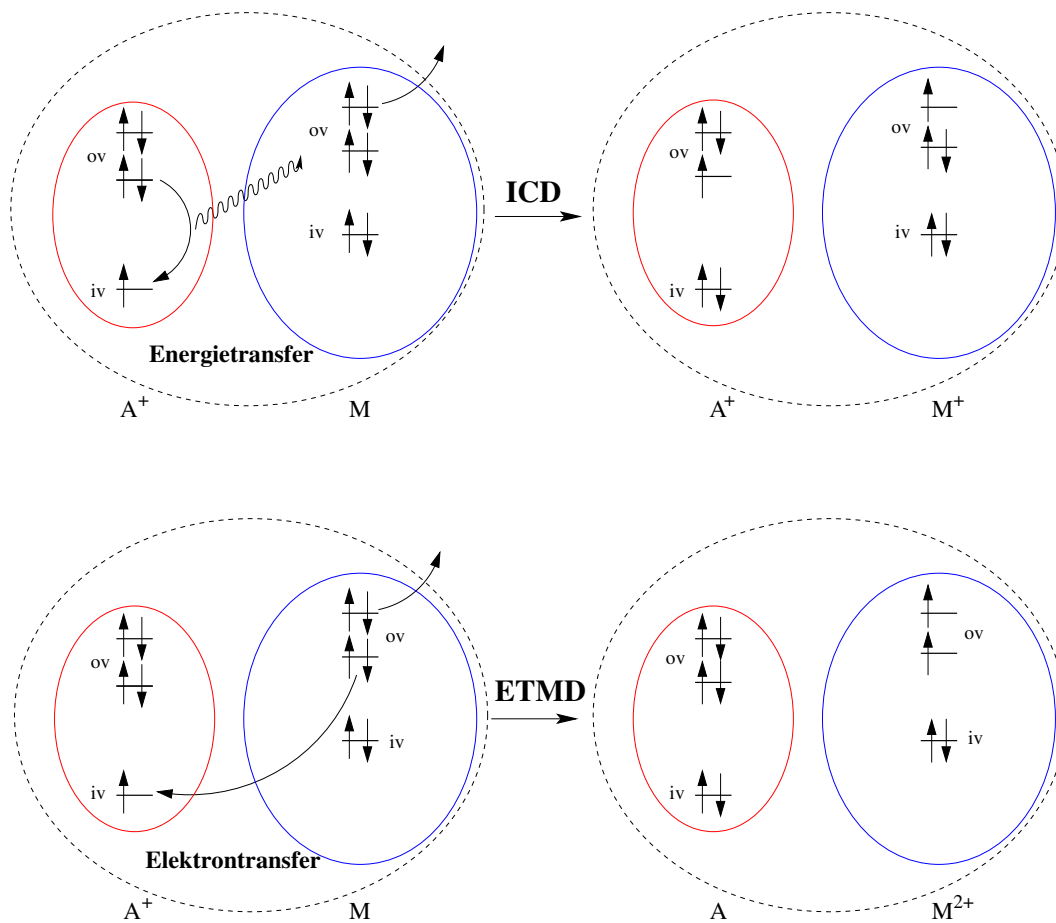 ov
ov
ICD
ov
ov
iv
iv
iv
iv
Energietransfer
A+
M
A+
M+
ov
ov
ETMD
ov
ov
iv
iv
iv
iv
Elektrontransfer
A+
M
A
M2+